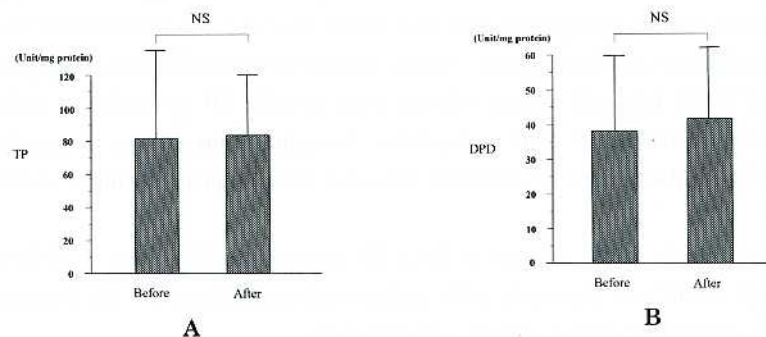 NS
(Unit/mg protein)
120
100
80
60
40
20
0
TP
Before
After
A
NS
(Unit/mg protein)
60
50
40
30
20
10
0
DPD
Before
After
B